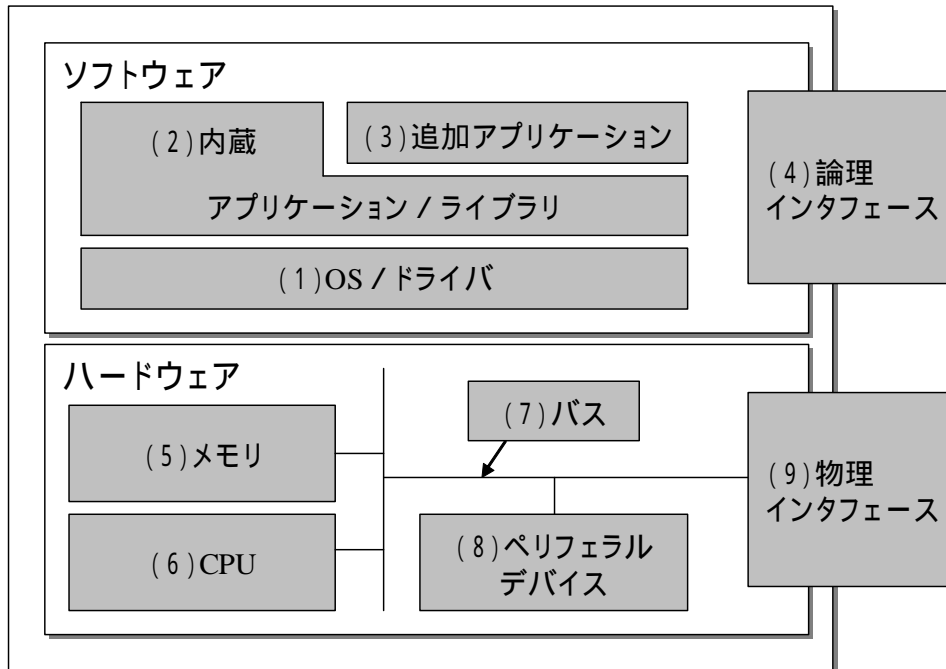 ソフトウェア
(2)内蔵
(3)追加アプリケーション
アプリケーション/ライブラリ
(1)OS/ドライバ
(4)論理
インタフェース
ハードウェア
(5)メモリ
(6)CPU
(7)バス
(8)ペリフェラル
デバイス
(9)物理
インタフェース